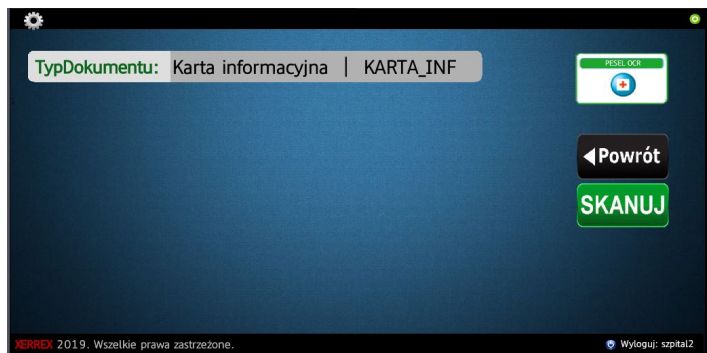 TypDokumentu: Karta informacyjna | KARTA_INF
PESEL OCR
Powrót
SKANUJ
XERREX 2019. Wszelkie prawa zastrzeżone.
Wyloguj: szpital2